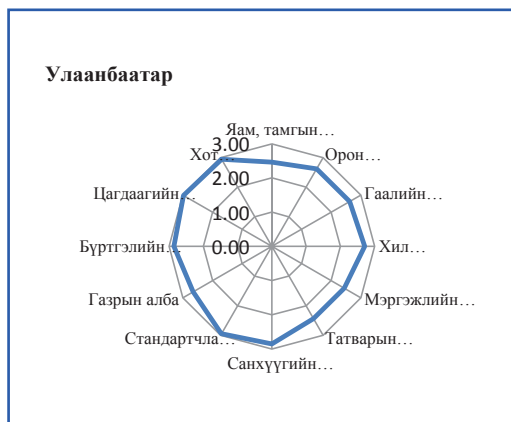 Улаанбаатар
Яам, тамгын…
Орон…
Гаалийн…
Хил…
Мэргэжлийн…
Татварын…
Санхүүгийн…
Стандартчла…
Газрын алба
Бүртгэлийн…
Цагдаагийн…
Хот…
3.00
2.00
1.00
0.00